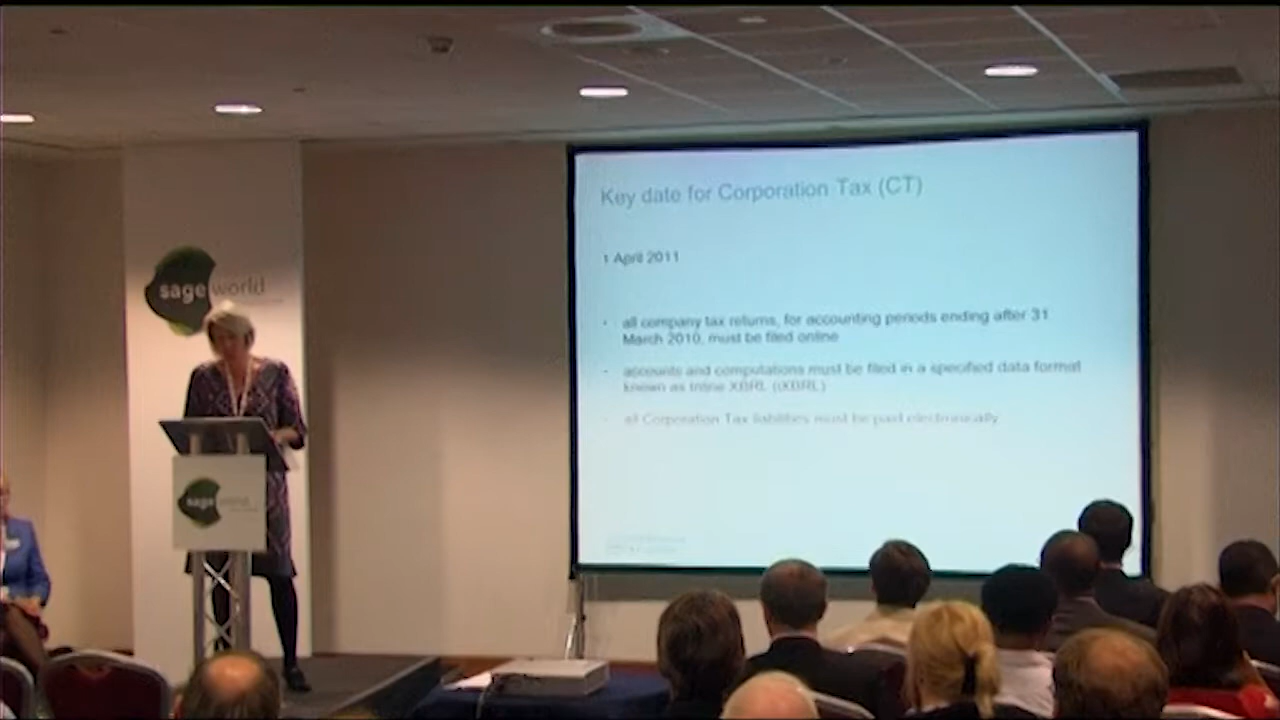 sage world
sage world
Key date for Corporation Tax (CT)
1 April 2011
· all company tax returns, for accounting periods ending after 31
March 2010, must be filed online
· accounts and computations must be filed in a specified data format
known as Inline XBRL (iXBRL)
· all Corporation Tax liabilities must be paid electronically